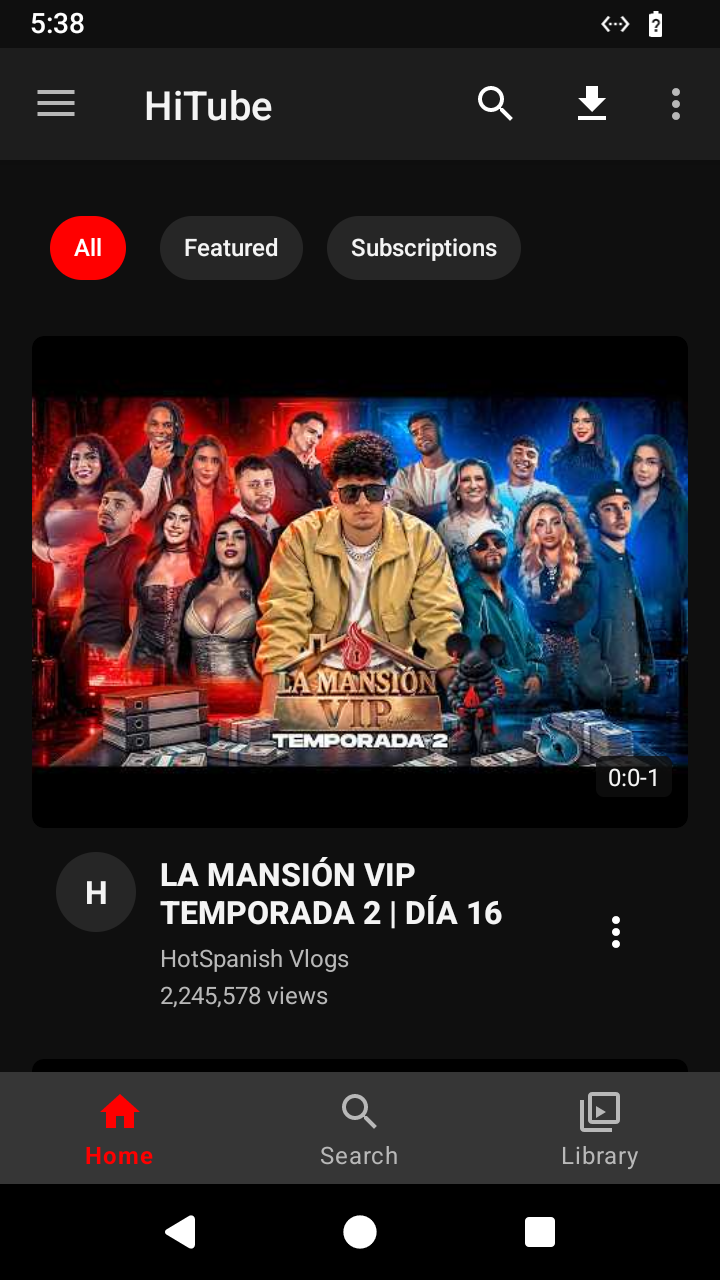 5:38
HiTube
All
Featured
Subscriptions
LA MANSIÓN
VIP
TEMPORADA 2
0:0-1
H
LA MANSIÓN VIP
TEMPORADA 2 | DÍA 16
HotSpanish Vlogs
2,245,578 views
Home
Search
Library